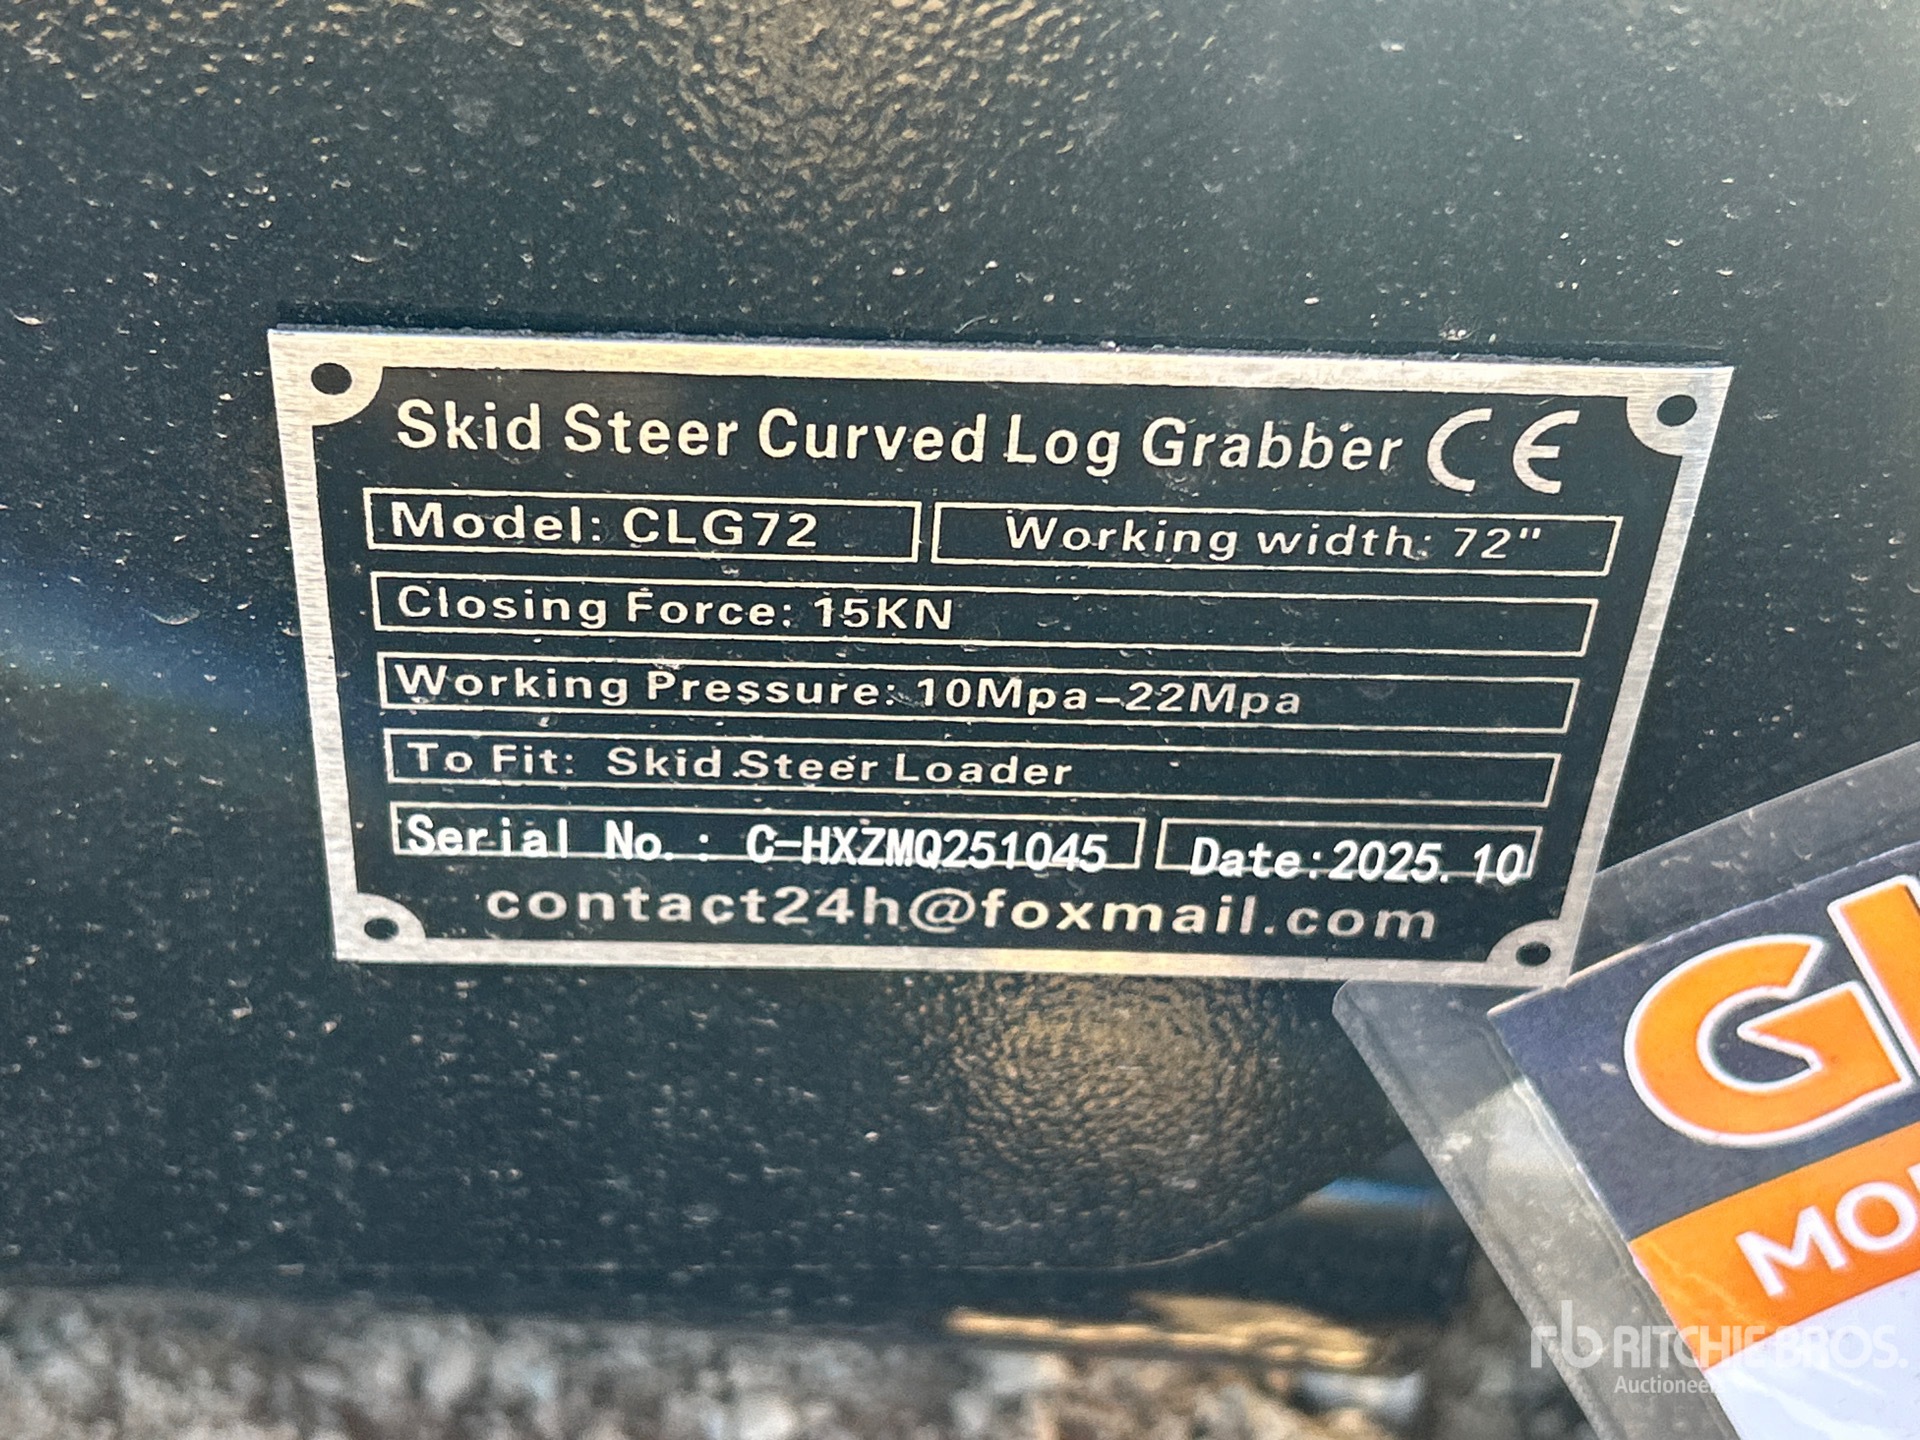 Skid Steer Curved Log Grabber CE
Model: CLG72 Working width: 72"
Closing Force: 15KN
Working Pressure: 10Mpa-22Mpa
To Fit: Skid Steer Loader
Serial No.: C-HXZMQ251045 Date:2025.10
contact24h@foxmail.com
rb RITCHIE BROS.